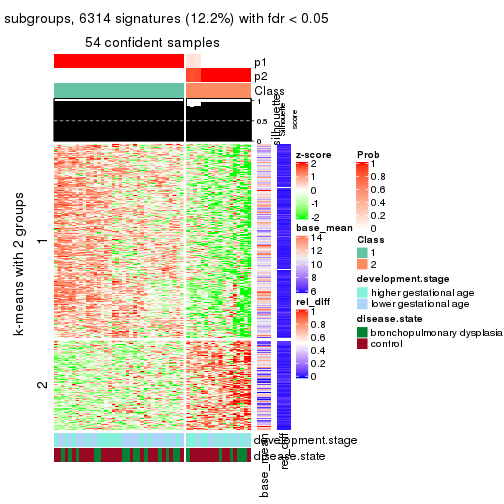 subgroups, 6314 signatures (12.2%) with fdr < 0.05
54 confident samples
p1
p2
Class
silhouette
1
0.5
0
Silhouette
score
k-means with 2 groups
1
2
z-score
2
1
0
-1
-2
base_mean
14
12
10
8
6
rel_diff
1
0.8
0.6
0.4
0.2
0
Prob
1
0.8
0.6
0.4
0.2
0
Class
1
2
development.stage
higher gestational age
lower gestational age
disease.state
bronchopulmonary dysplasia
control
development.stage
disease.state
base_mean
rel_diff